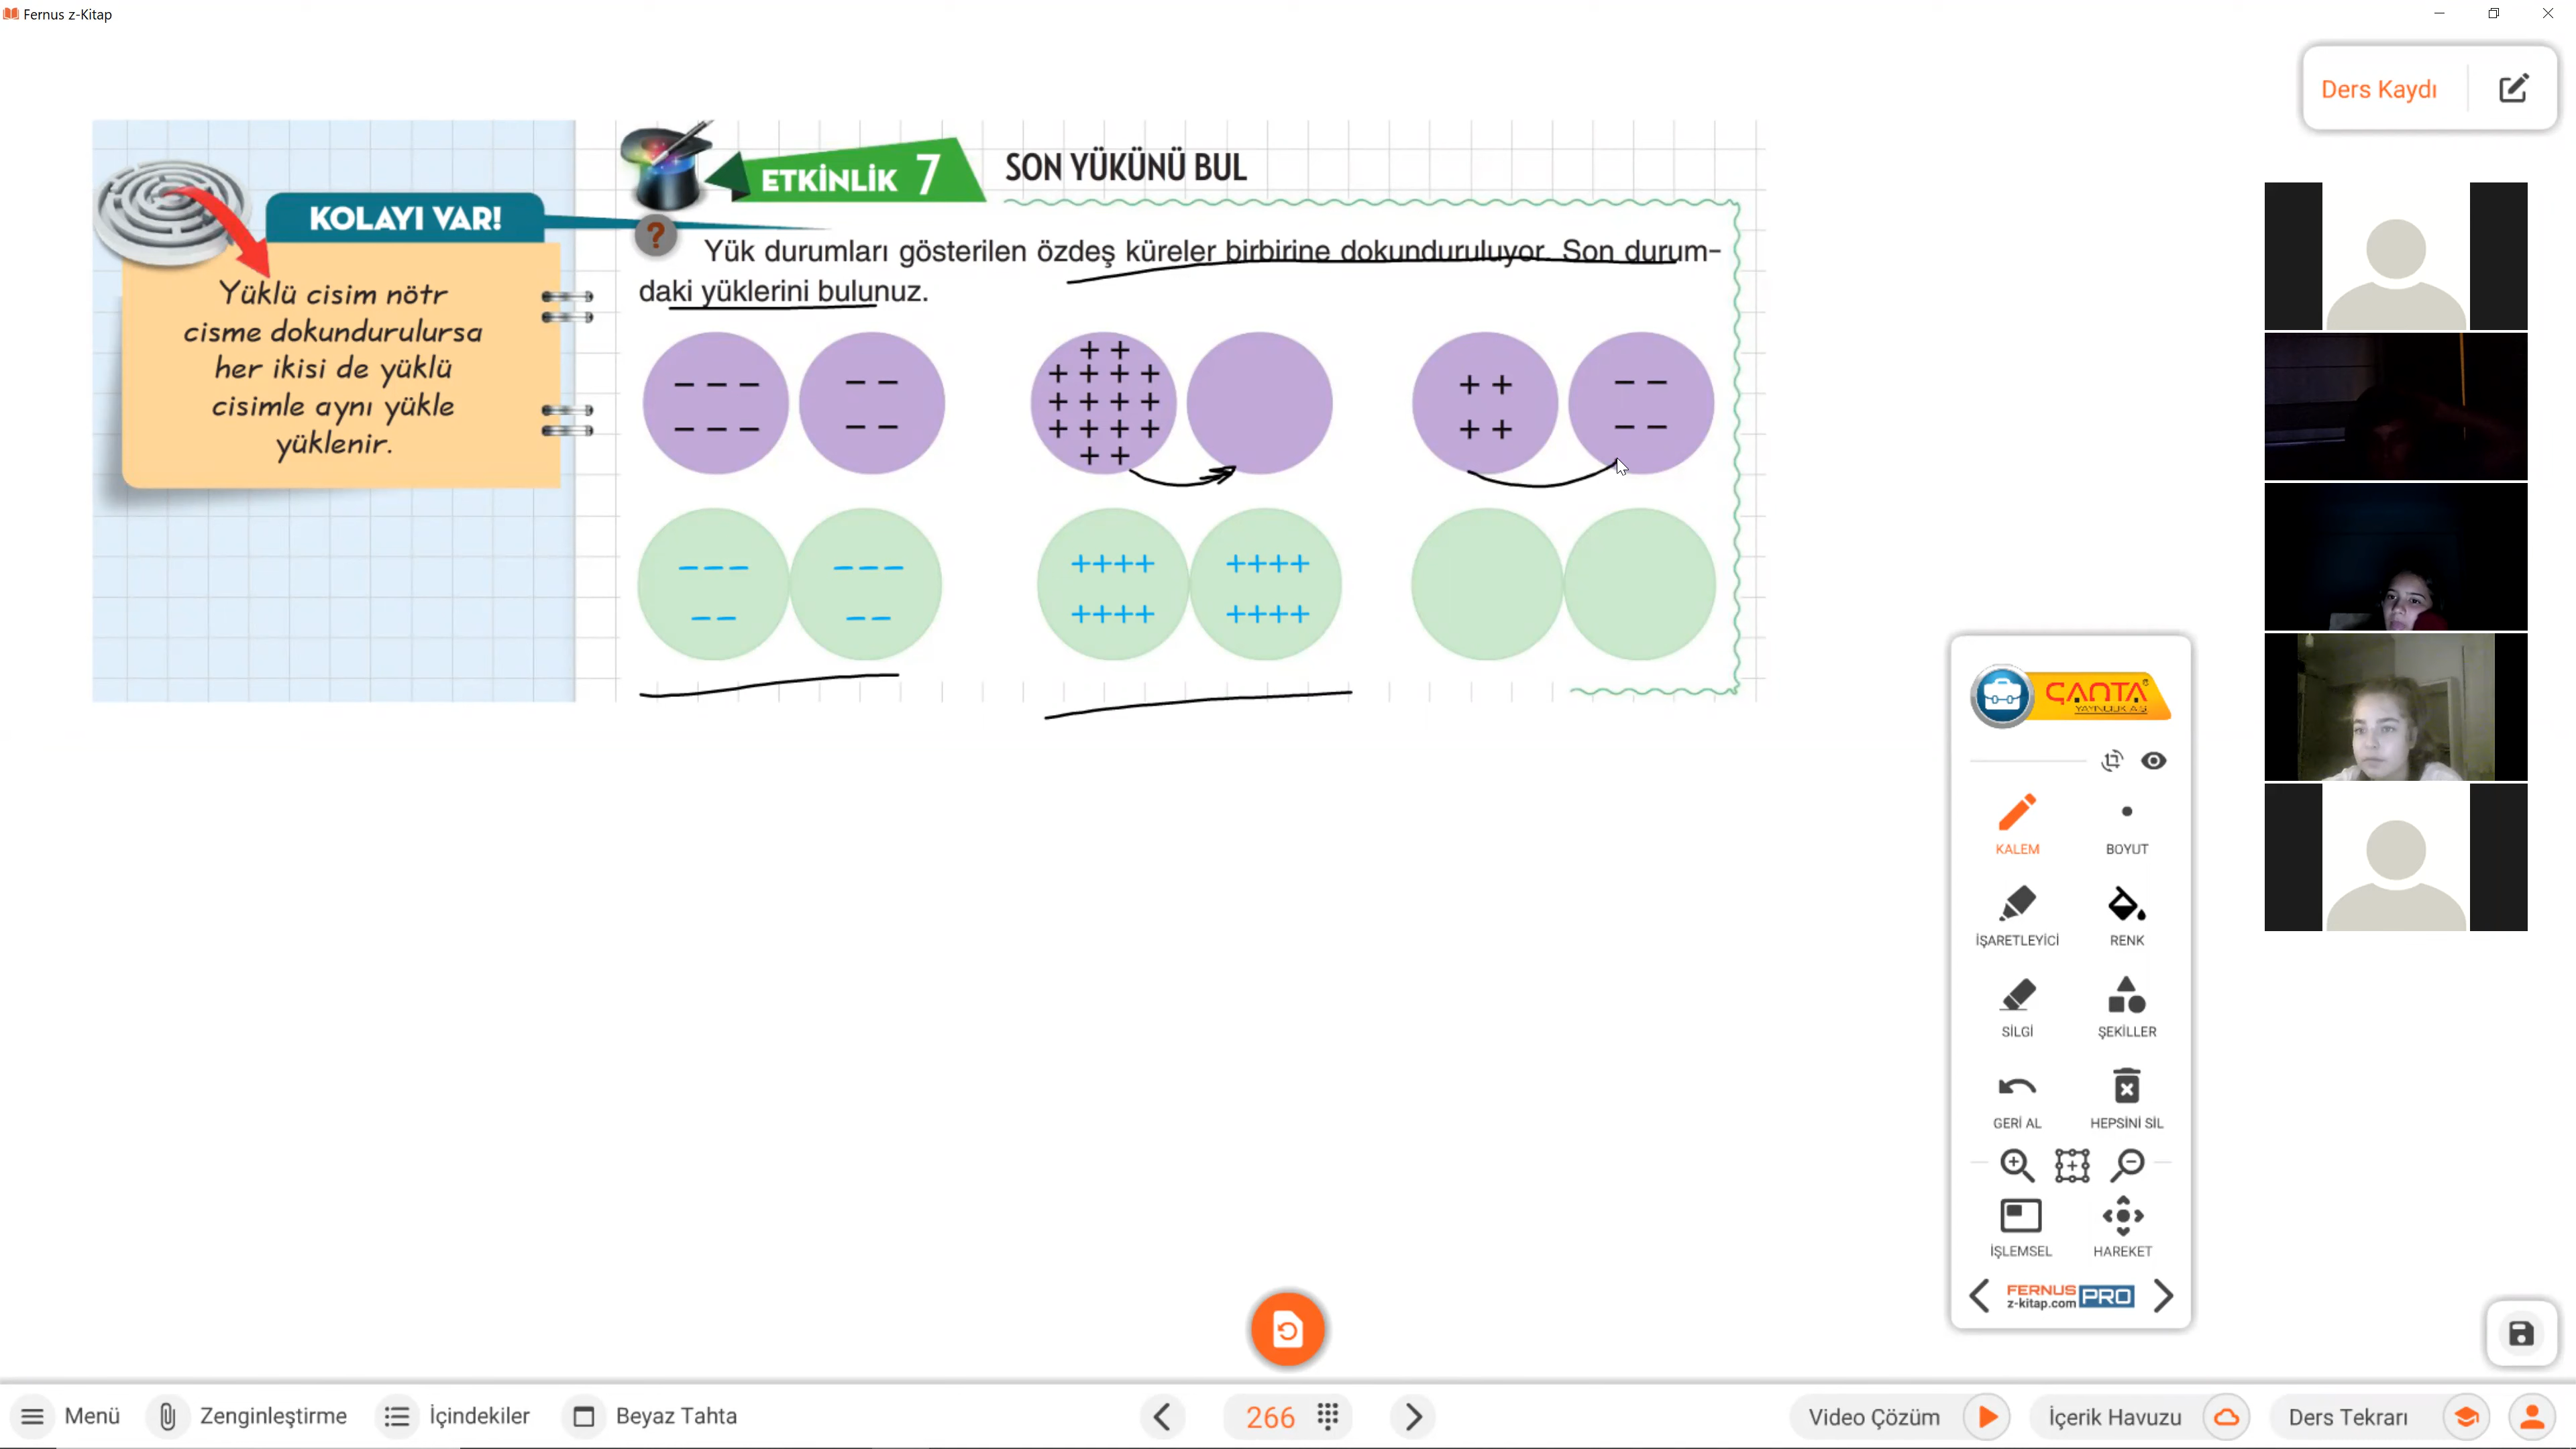 Fernus z-Kitap
Ders Kaydı
ETKİNLİK 7
SON YÜKÜNÜ BUL
KOLAYI VAR!
Yüklü cisim nötr
cisme dokundurulursa
her ikisi de yüklü
cisimle aynı yükle
yüklenir.
?
Yük durumları gösterilen özdeş küreler birbirine dokunduruluyor. Son durum-
daki yüklerini bulunuz.
− − − − − + + − −
− − − − − + + + + + + − −
+ + + + + +
+ + + +
+ +
− − − − − − ++++ ++++
− − − − ++++ ++++
ÇANTA
YAYINCILIK A.Ş.
KALEM BOYUT
İŞARETLEYİCİ RENK
SİLGİ ŞEKİLLER
GERİ AL HEPSİNİ SİL
İŞLEMSEL HAREKET
FERNUS PRO
z-kitap.com
Menü Zenginleştirme İçindekiler Beyaz Tahta 266 Video Çözüm İçerik Havuzu Ders Tekrarı